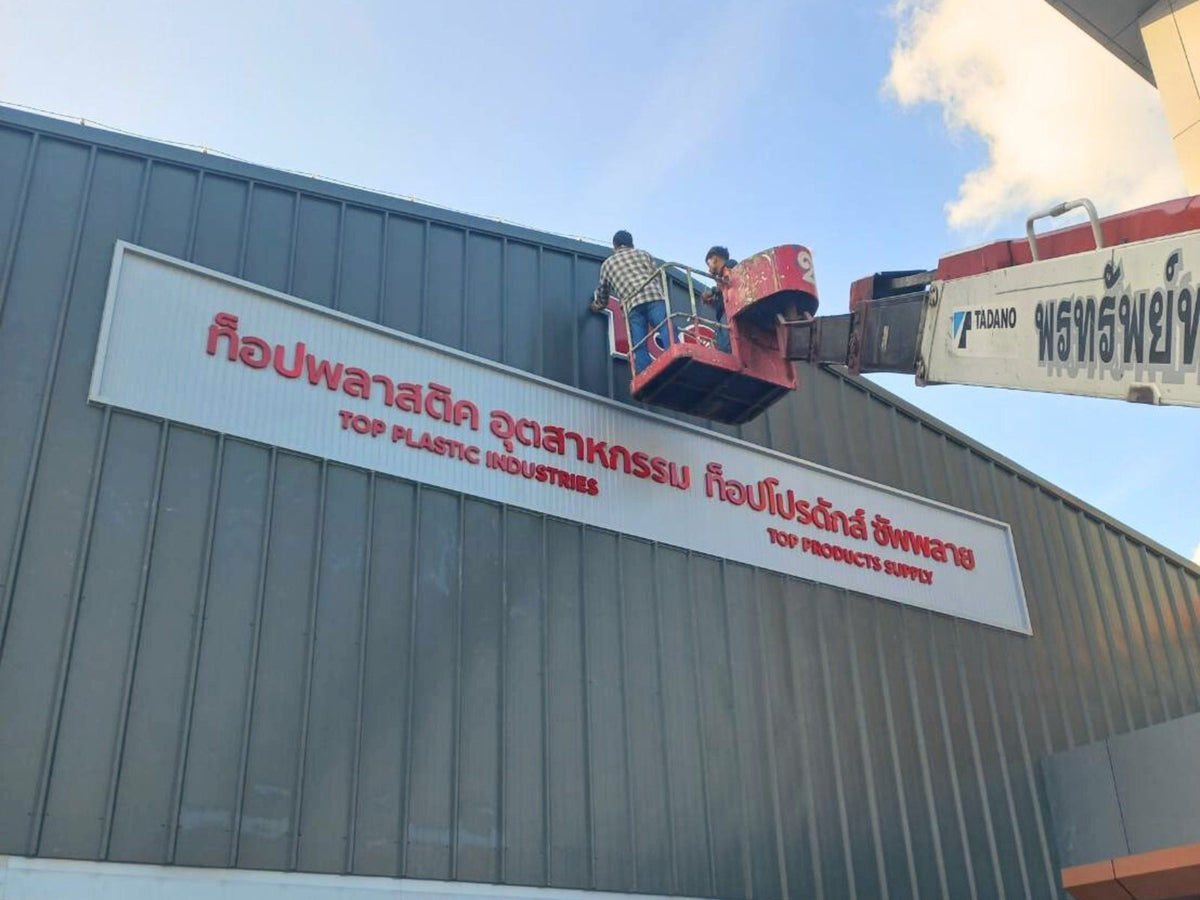 ท็อปพลาสติค อุตสาหกรรม ท็อปโปรดักส์ ซัพพลาย
TOP PLASTIC INDUSTRIES
TOP PRODUCTS SUPPLY
2
TADANO